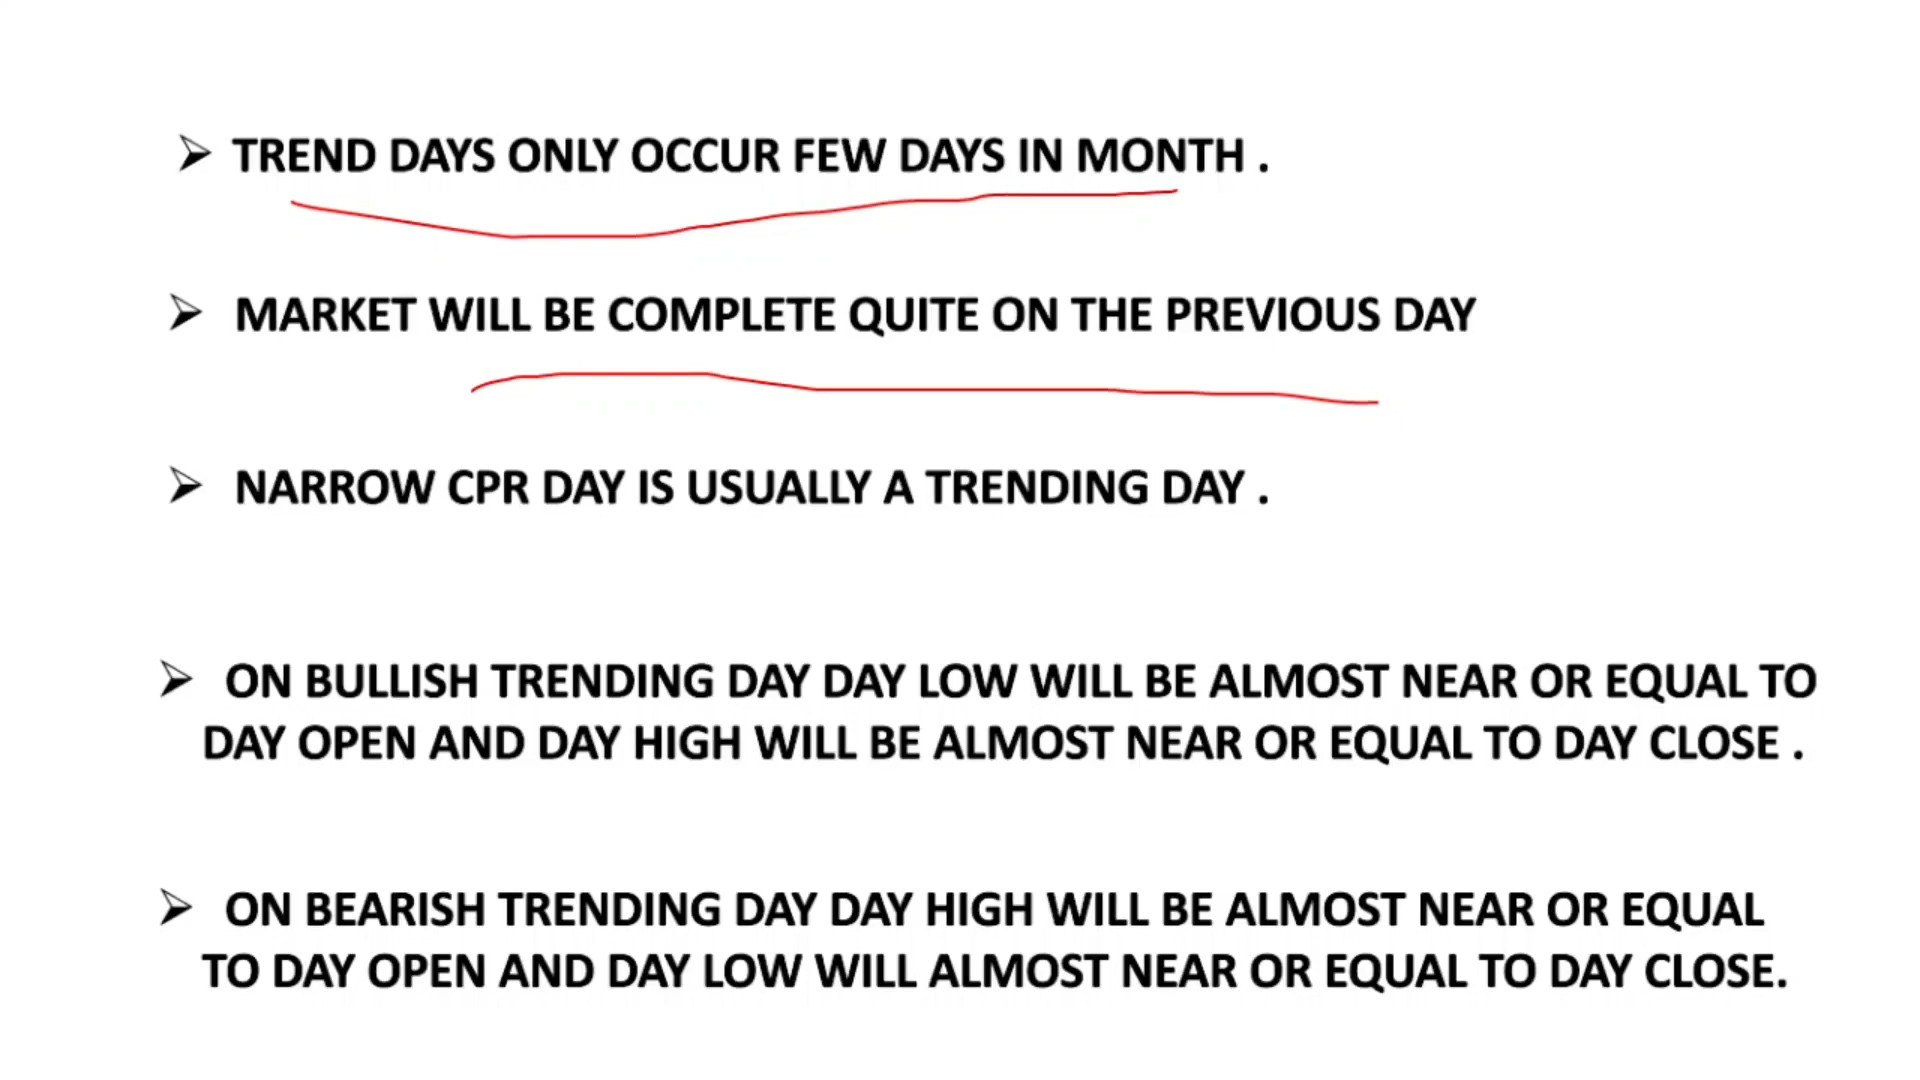 ➢ TREND DAYS ONLY OCCUR FEW DAYS IN MONTH .
➢ MARKET WILL BE COMPLETE QUITE ON THE PREVIOUS DAY
➢ NARROW CPR DAY IS USUALLY A TRENDING DAY .
➢ ON BULLISH TRENDING DAY DAY LOW WILL BE ALMOST NEAR OR EQUAL TO
DAY OPEN AND DAY HIGH WILL BE ALMOST NEAR OR EQUAL TO DAY CLOSE .
➢ ON BEARISH TRENDING DAY DAY HIGH WILL BE ALMOST NEAR OR EQUAL
TO DAY OPEN AND DAY LOW WILL ALMOST NEAR OR EQUAL TO DAY CLOSE.